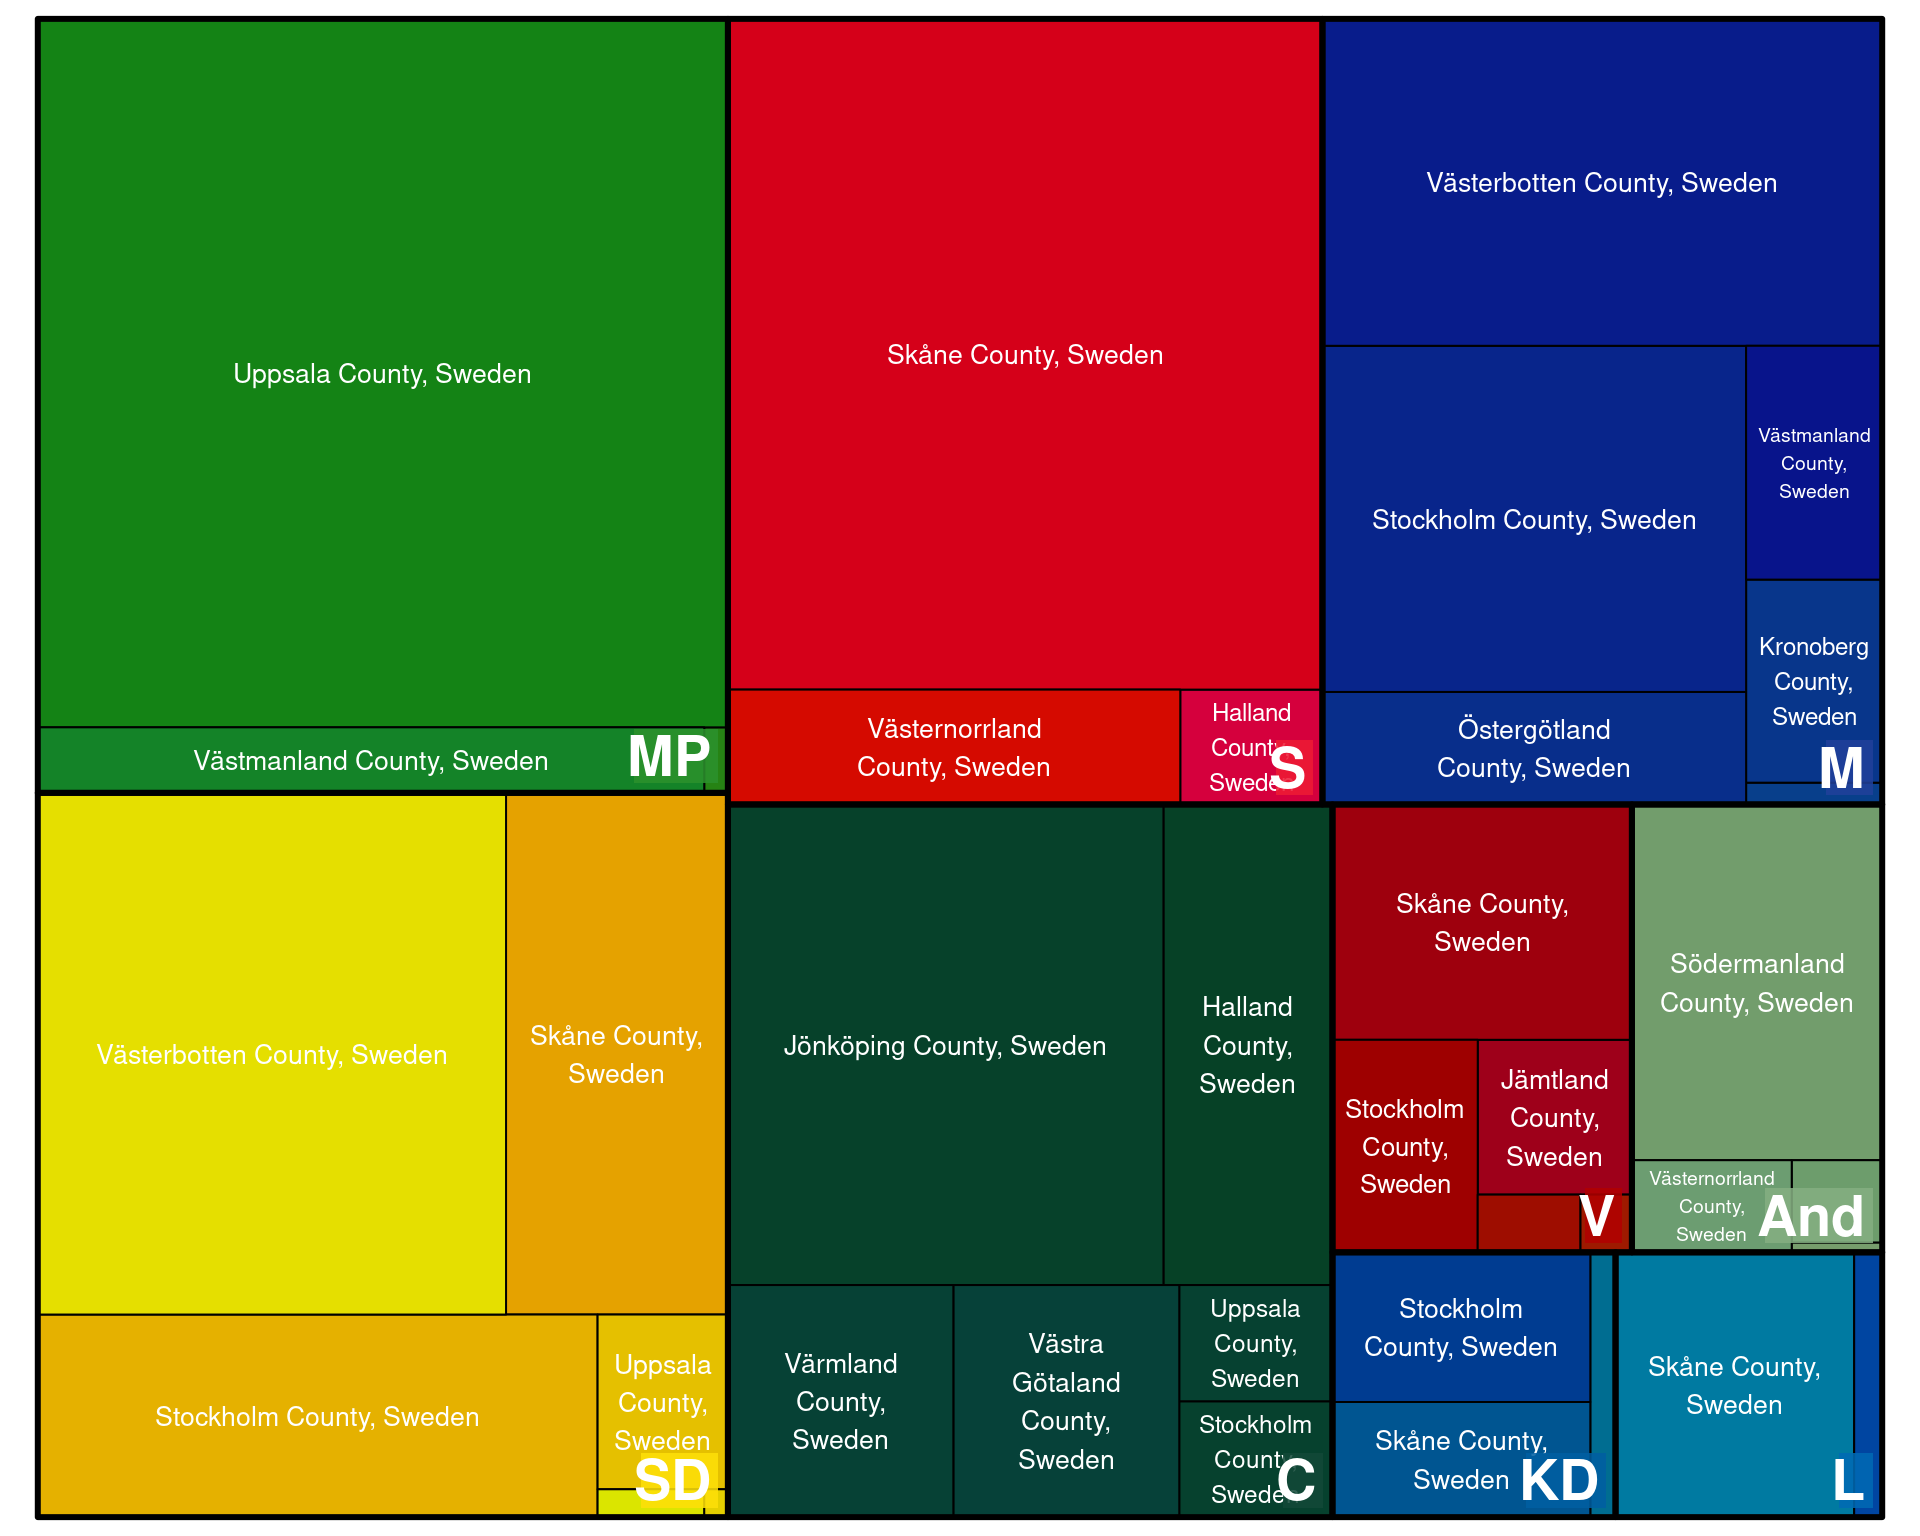 Uppsala County, Sweden
Västmanland County, Sweden
MP
Skåne County, Sweden
Västernorrland
County, Sweden
Halland
County,
Sweden
S
Västerbotten County, Sweden
Stockholm County, Sweden
Västmanland
County,
Sweden
Kronoberg
County,
Sweden
Östergötland
County, Sweden
M
Västerbotten County, Sweden
Skåne County,
Sweden
Stockholm County, Sweden
Uppsala
County,
Sweden
SD
Jönköping County, Sweden
Halland
County,
Sweden
Värmland
County,
Sweden
Västra
Götaland
County,
Sweden
Uppsala
County,
Sweden
Stockholm
County,
Sweden
C
Skåne County,
Sweden
Stockholm
County,
Sweden
Jämtland
County,
Sweden
V
Södermanland
County, Sweden
Västernorrland
County,
Sweden
And
Stockholm
County, Sweden
Skåne County,
Sweden
KD
Skåne County,
Sweden
L